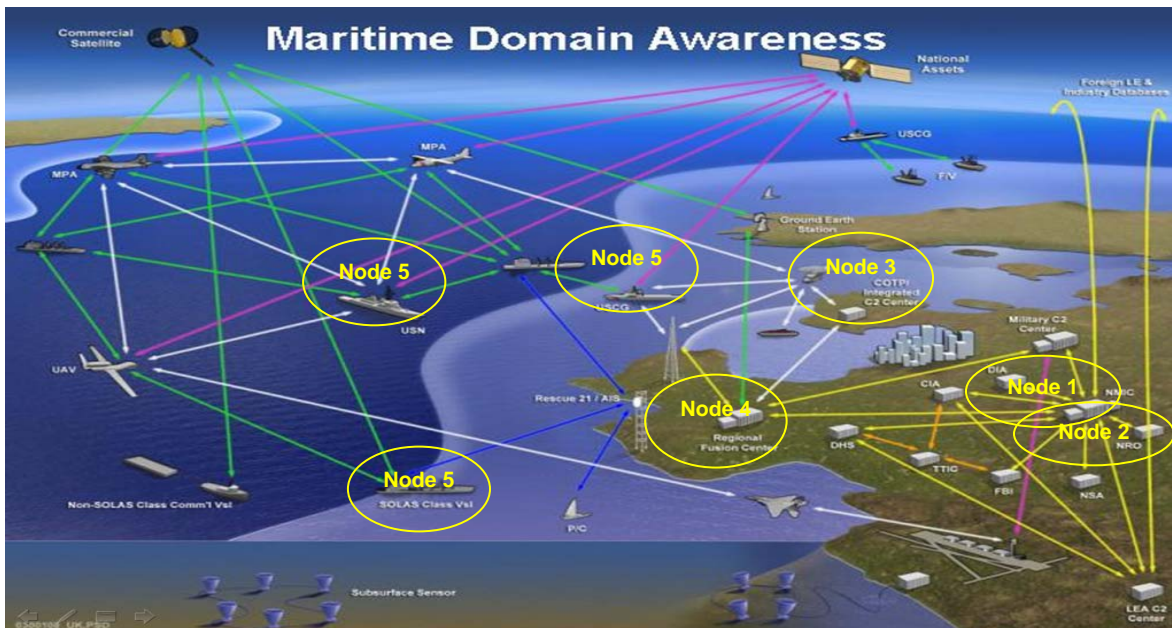 Commercial
Satellite
Maritime Domain Awareness
National
Assets
Foreign LE &
Industry Databases
USCG
F/V
MPA
MPA
Ground Earth
Station
Node 5
Node 5
Node 3
COTPI
Integrated
C2 Center
USN
USCG
Military C2
Center
UAV
DIA
Node 1
CIA
NMIC
Rescue 21 / AIS
Node 4
Regional
Fusion Center
DHS
Node 2
NRO
TTIC
FBI
NSA
Node 5
Non-SOLAS Class Comm'l Vsl
SOLAS Class Vsl
P/C
Subsurface Sensor
LEA C2
Center